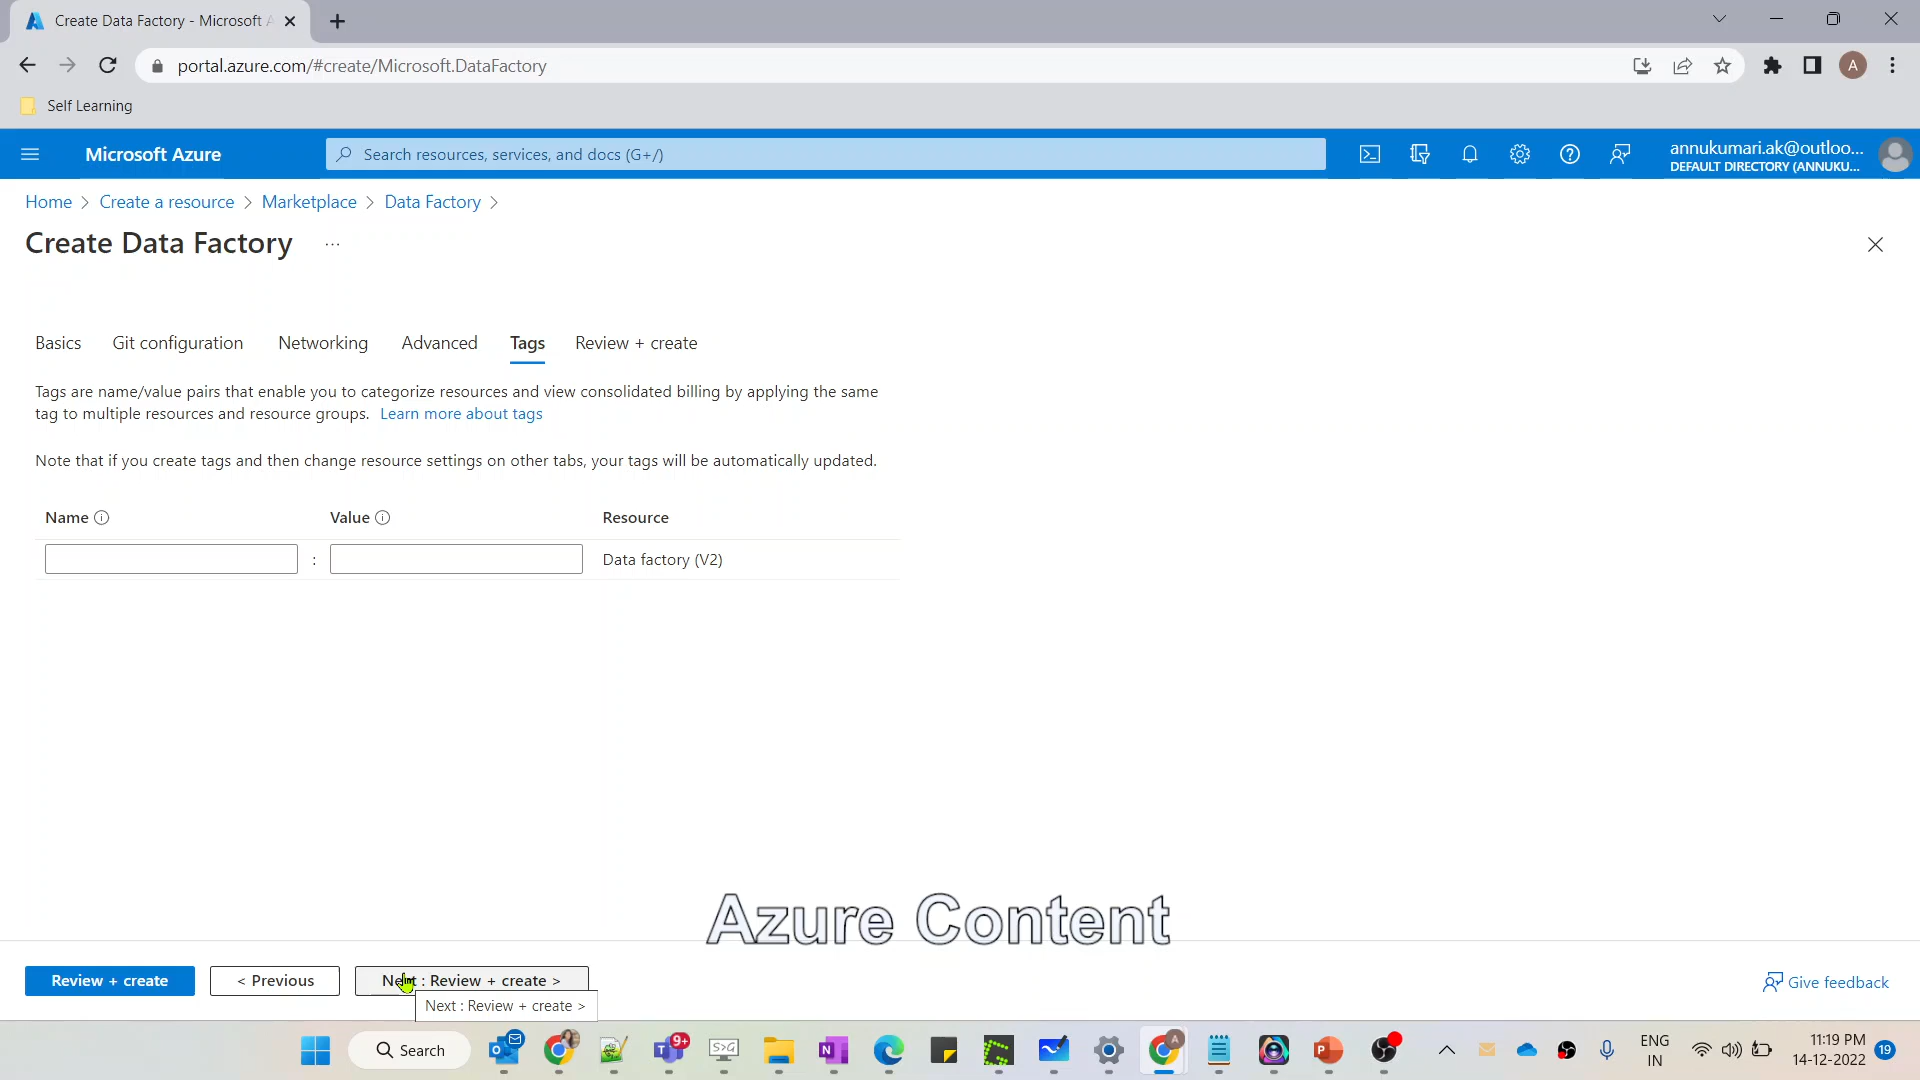 Create Data Factory - Microsoft A
portal.azure.com/#create/Microsoft.DataFactory
A
Self Learning
Microsoft Azure
Search resources, services, and docs (G+/)
annukumari.ak@outloo...
DEFAULT DIRECTORY (ANNUKU...
Home > Create a resource > Marketplace > Data Factory >
Create Data Factory ...
Basics Git configuration Networking Advanced Tags Review + create
Tags are name/value pairs that enable you to categorize resources and view consolidated billing by applying the same
tag to multiple resources and resource groups. Learn more about tags
Note that if you create tags and then change resource settings on other tabs, your tags will be automatically updated.
Name Value Resource
: Data factory (V2)
Azure Content
Review + create < Previous Next : Review + create > Give feedback
Next : Review + create >
Search 9+ S>G N A P ENG
IN
11:19 PM
14-12-2022 19